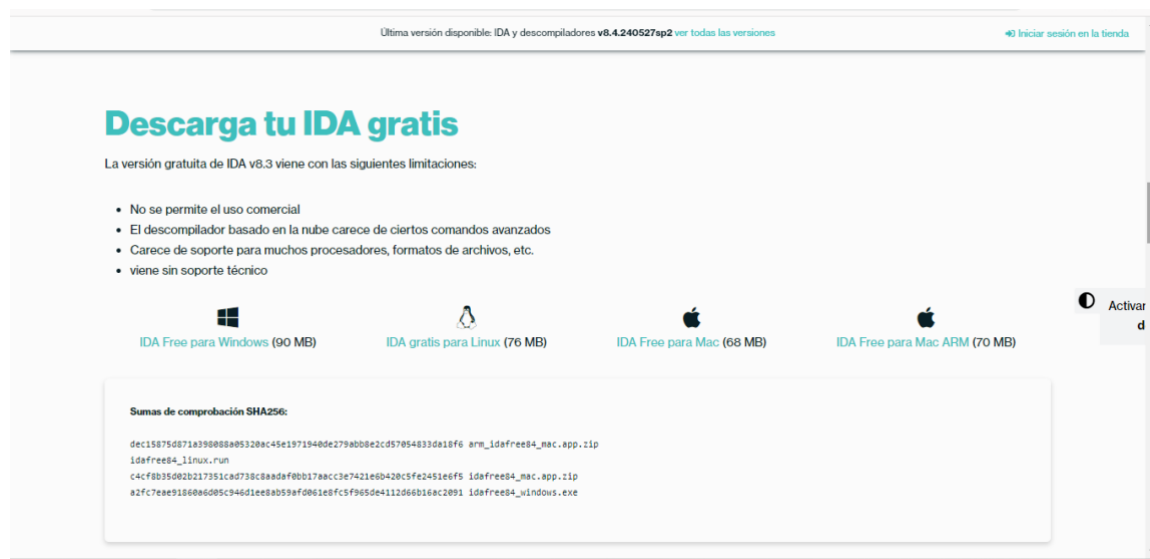 Última versión disponible: IDA y descompiladores v8.4.240527sp2 ver todas las versiones
Iniciar sesión en la tienda
Descarga tu IDA gratis
La versión gratuita de IDA v8.3 viene con las siguientes limitaciones:
No se permite el uso comercial
El descompilador basado en la nube carece de ciertos comandos avanzados
Carece de soporte para muchos procesadores, formatos de archivos, etc.
viene sin soporte técnico
Activar
d
IDA Free para Windows (90 MB)
IDA gratis para Linux (76 MB)
IDA Free para Mac (68 MB)
IDA Free para Mac ARM (70 MB)
Sumas de comprobación SHA256:
dec15875d871a398088a05320ac45e1971940de279abb8e2cd57054833da18f6 arm_idafree84_mac.app.zip
idafree84_linux.run
c4cf8b35d02b217351cad738c8aadaf0bb17aacc3e7421e6b420c5fe2451e6f5 idafree84_mac.app.zip
a2fc7eae91860a6d05c946d1ee8ab59afd061e8fc5f965de4112d66b16ac2091 idafree84_windows.exe